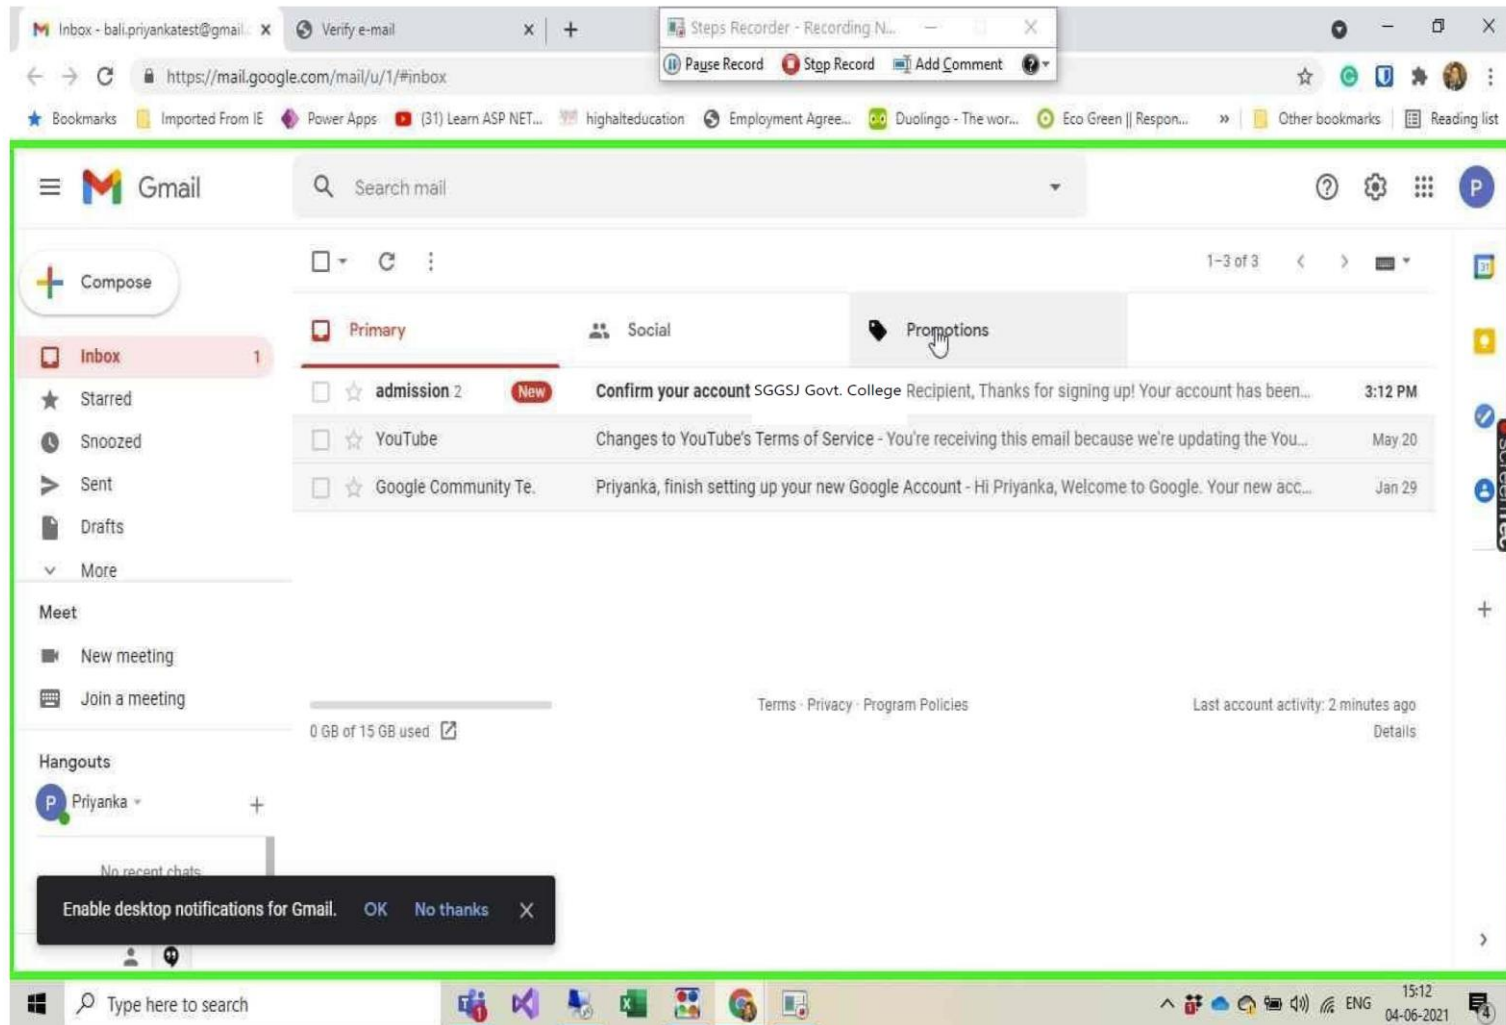 Inbox - bali.priyankatest@gmail. Verify e-mail
Steps Recorder - Recording N...
https://mail.google.com/mail/u/1/#inbox
Pause Record Stop Record Add Comment
Bookmarks Imported From IE Power Apps (31) Learn ASP NET... highalteducation Employment Agree... Duolingo - The wor... Eco Green || Respon... » Other bookmarks Reading list
Gmail Search mail P
Compose
1–3 of 3
Primary Social Promotions
Inbox 1
admission 2 New Confirm your account SGGSJ Govt. College Recipient, Thanks for signing up! Your account has been... 3:12 PM
Starred
YouTube Changes to YouTube's Terms of Service - You're receiving this email because we're updating the You... May 20
Snoozed
Google Community Te. Priyanka, finish setting up your new Google Account - Hi Priyanka, Welcome to Google. Your new acc... Jan 29
Sent
Drafts
More
Meet
New meeting
Join a meeting
Terms · Privacy · Program Policies Last account activity: 2 minutes ago
0 GB of 15 GB used Details
Hangouts
P Priyanka
No recent chats
Enable desktop notifications for Gmail. OK No thanks
Type here to search
ENG 15:12
04-06-2021